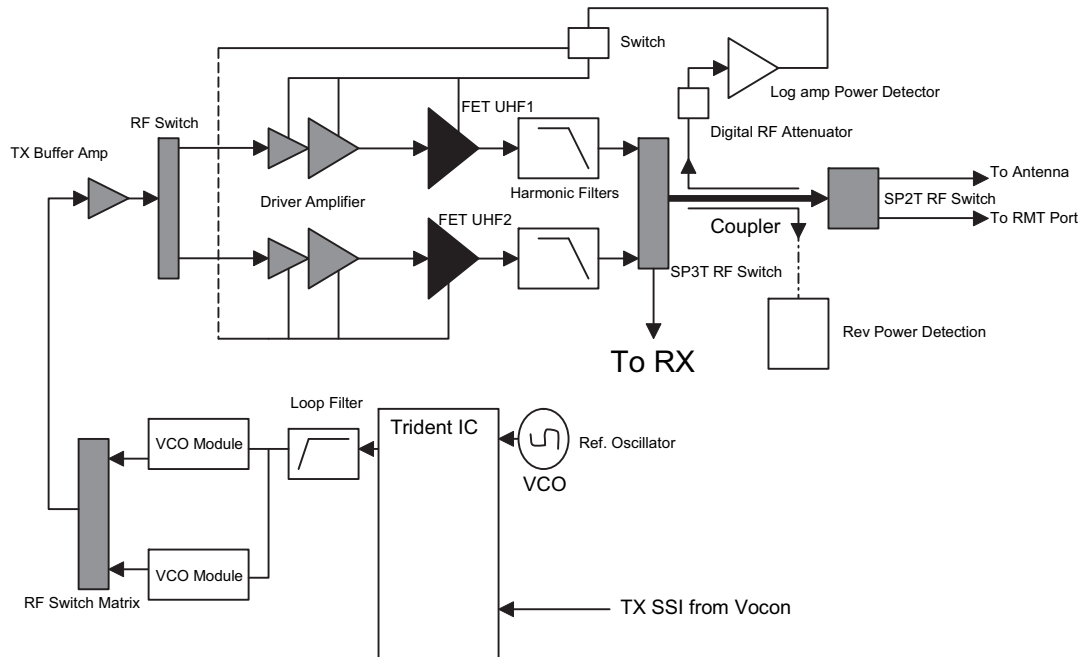 Switch
Log amp Power Detector
FET UHF1
RF Switch
Digital RF Attenuator
TX Buffer Amp
To Antenna
Harmonic Filters
Driver Amplifier
SP2T RF Switch
FET UHF2
Coupler
To RMT Port
SP3T RF Switch
Rev Power Detection
To RX
Loop Filter
Trident IC
VCO Module
Ref. Oscillator
VCO
VCO Module
RF Switch Matrix
TX SSI from Vocon